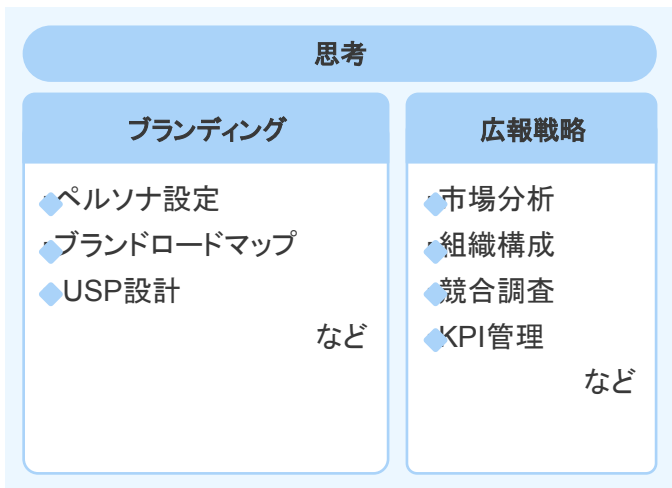 思考
ブランディング
・ペルソナ設定
・ブランドロードマップ
USP設計
など
広報戦略
・市場分析
・組織構成
・競合調査
・KPI管理
など